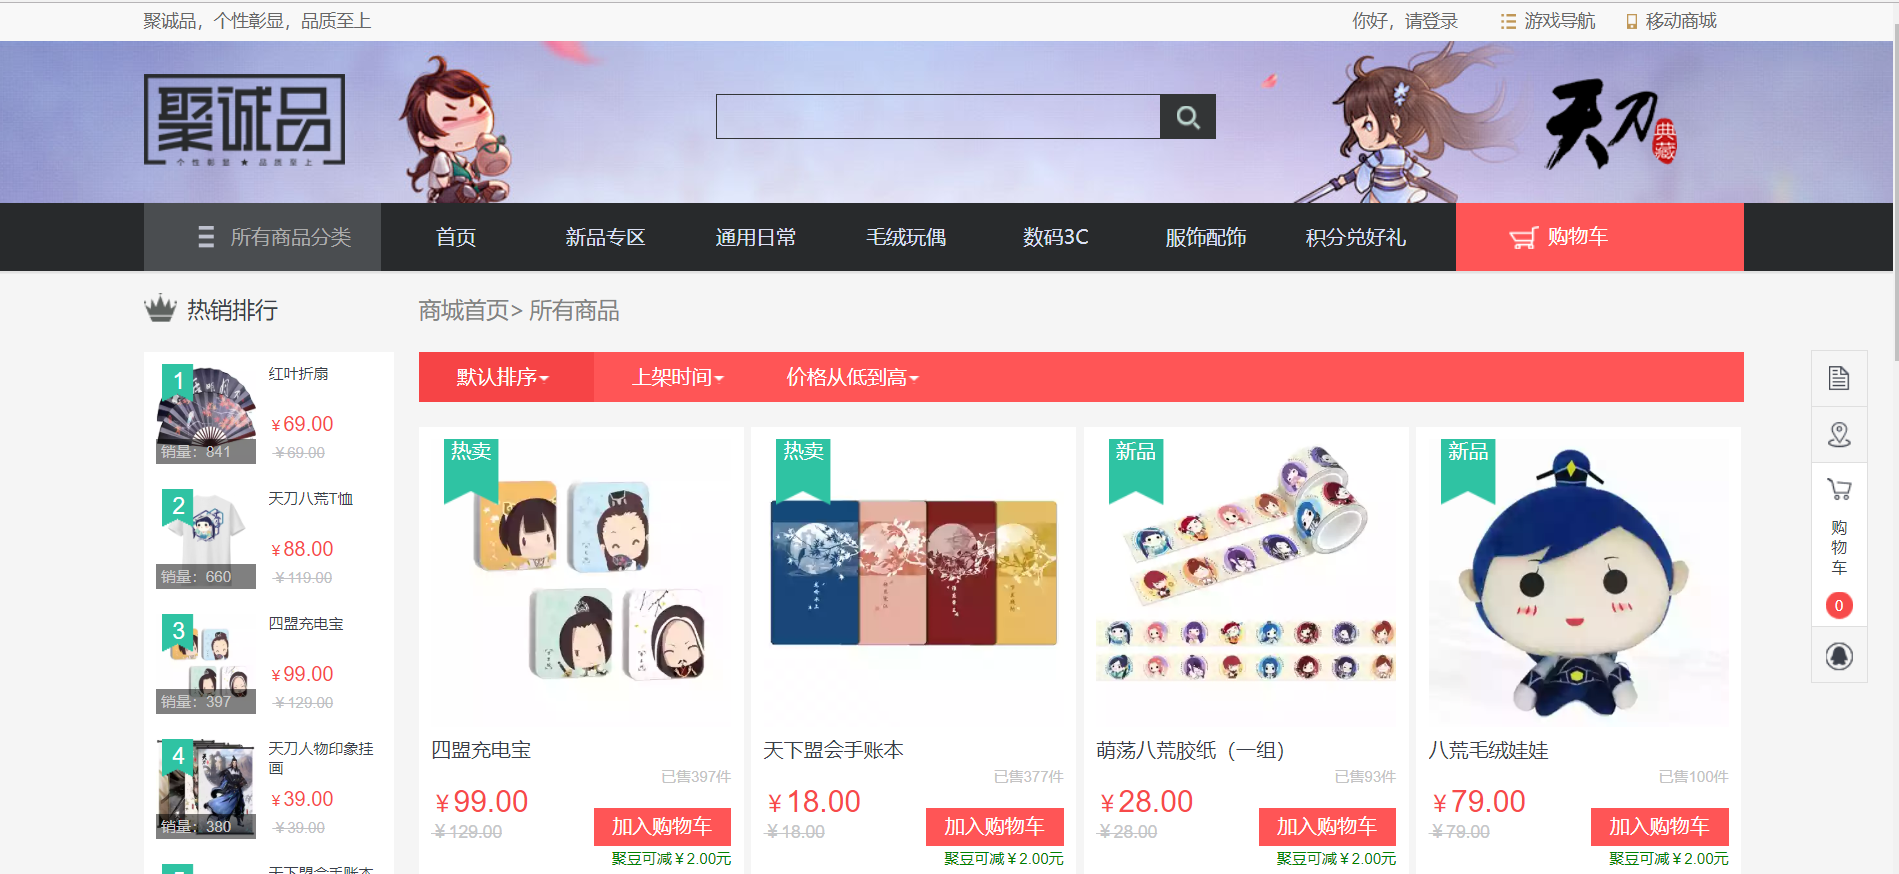 聚诚品，个性彰显，品质至上
你好，请登录
游戏导航
移动商城
聚诚品
个性彰显 ★ 品质至上
天刀
典藏
所有商品分类
首页
新品专区
通用日常
毛绒玩偶
数码3C
服饰配饰
积分兑好礼
购物车
热销排行
商城首页> 所有商品
默认排序
上架时间
价格从低到高
1
红叶折扇
¥69.00
¥69.00
销量：841
2
天刀八荒T恤
¥88.00
¥119.00
销量：660
3
四盟充电宝
¥99.00
¥129.00
销量：397
4
天刀人物印象挂
画
¥39.00
¥39.00
销量：380
天下盟会手账本
热卖
四盟充电宝
已售397件
¥99.00
¥129.00
加入购物车
聚豆可减¥2.00元
热卖
天下盟会手账本
已售377件
¥18.00
¥18.00
加入购物车
聚豆可减¥2.00元
新品
萌荡八荒胶纸（一组）
已售93件
¥28.00
¥28.00
加入购物车
聚豆可减¥2.00元
新品
八荒毛绒娃娃
已售100件
¥79.00
¥79.00
加入购物车
聚豆可减¥2.00元
购
物
车
0